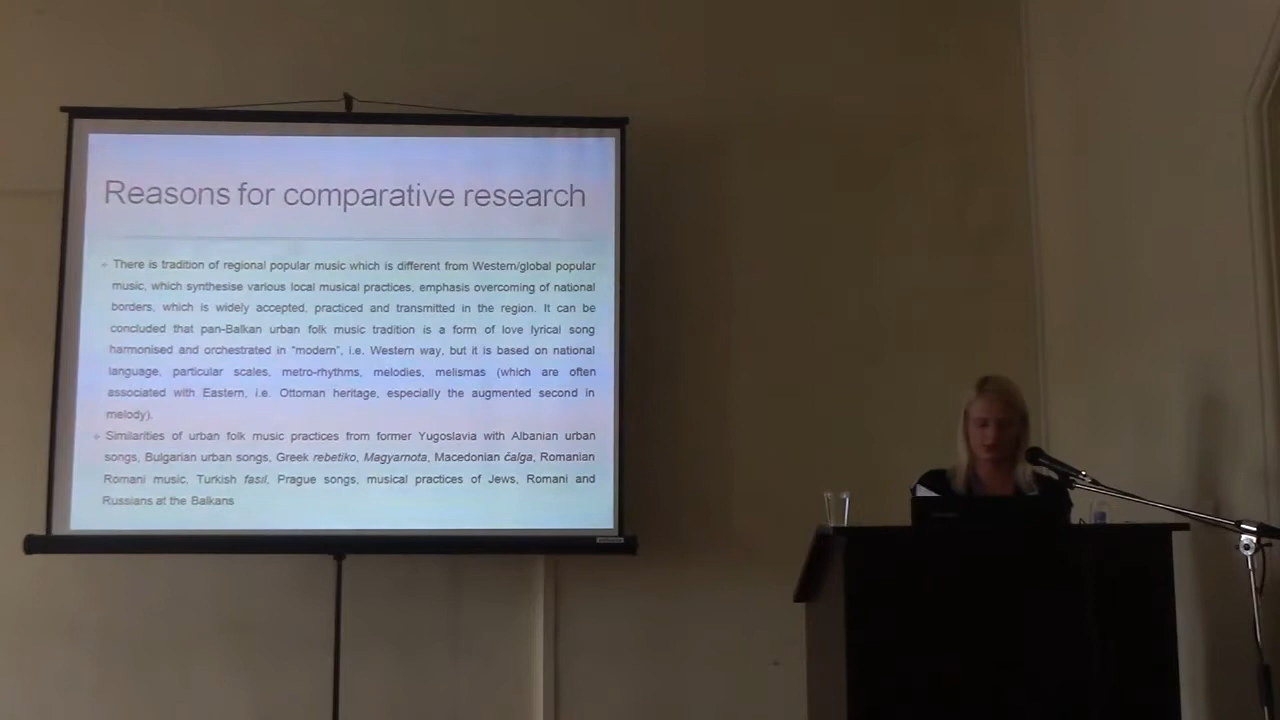 Reasons for comparative research
There is tradition of regional popular music which is different from Western/global popular
music, which synthesise various local musical practices, emphasis overcoming of national
borders, which is widely accepted, practiced and transmitted in the region. It can be
concluded that pan-Balkan urban folk music tradition is a form of love lyrical song
harmonised and orchestrated in "modern", i.e. Western way, but it is based on national
language, particular scales, metro-rhythms, melodies, melismas (which are often
associated with Eastern, i.e. Ottoman heritage, especially the augmented second in
melody).
Similarities of urban folk music practices from former Yugoslavia with Albanian urban
songs, Bulgarian urban songs, Greek rebetiko, Magyarnota, Macedonian čalga, Romanian
Romani music, Turkish fasil, Prague songs, musical practices of Jews, Romani and
Russians at the Balkans